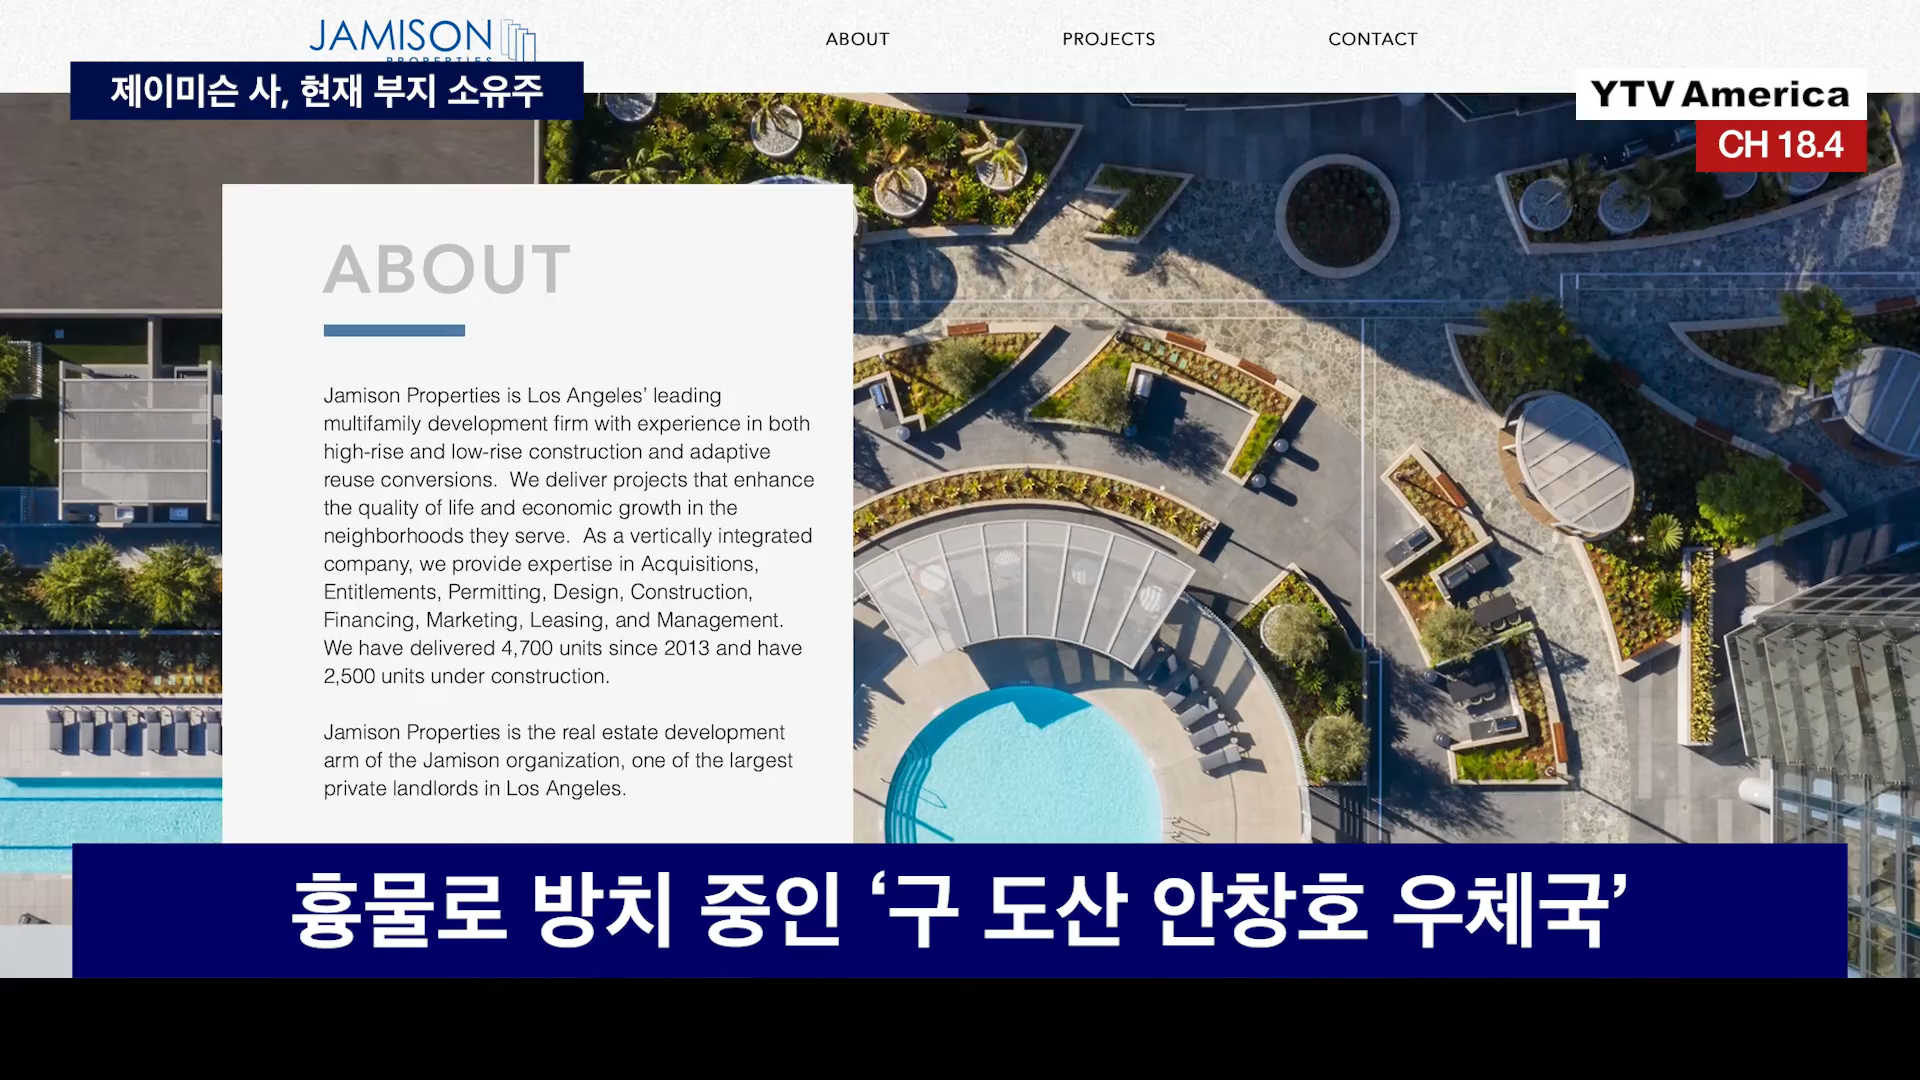 JAMISON
PROPERTIES
ABOUT
PROJECTS
CONTACT
제이미슨 사, 현재 부지 소유주
YTV America
CH 18.4
ABOUT
Jamison Properties is Los Angeles’ leading
multifamily development firm with experience in both
high-rise and low-rise construction and adaptive
reuse conversions.  We deliver projects that enhance
the quality of life and economic growth in the
neighborhoods they serve.  As a vertically integrated
company, we provide expertise in Acquisitions,
Entitlements, Permitting, Design, Construction,
Financing, Marketing, Leasing, and Management.
We have delivered 4,700 units since 2013 and have
2,500 units under construction.
Jamison Properties is the real estate development
arm of the Jamison organization, one of the largest
private landlords in Los Angeles.
흉물로 방치 중인 ‘구 도산 안창호 우체국’